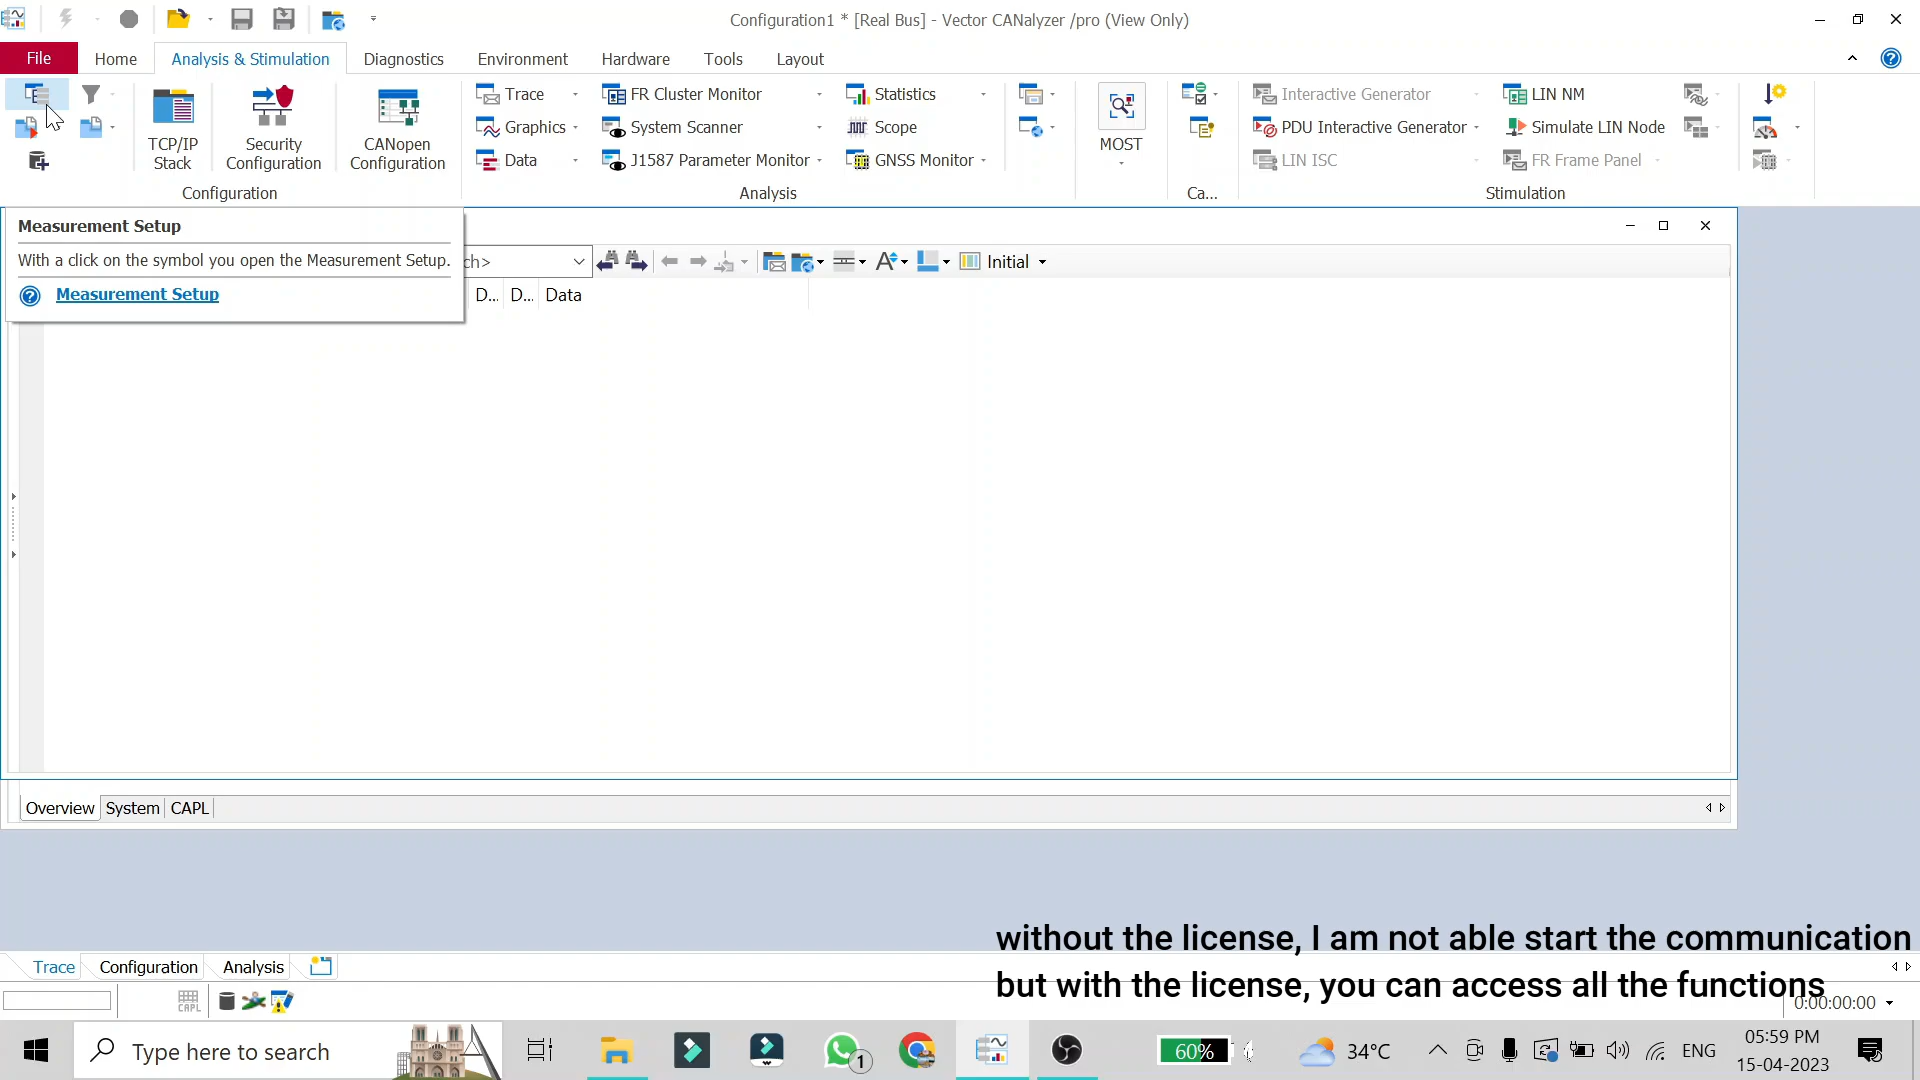 Configuration1 * [Real Bus] - Vector CANalyzer /pro (View Only)
File
Home
Analysis & Stimulation
Diagnostics
Environment
Hardware
Tools
Layout
TCP/IP
Stack
Security
Configuration
CANopen
Configuration
Configuration
Trace
Graphics
Data
FR Cluster Monitor
System Scanner
J1587 Parameter Monitor
Statistics
Scope
GNSS Monitor
Analysis
MOST
Ca...
Interactive Generator
PDU Interactive Generator
LIN ISC
LIN NM
Simulate LIN Node
FR Frame Panel
Stimulation
Measurement Setup
With a click on the symbol you open the Measurement Setup.
Measurement Setup
ch>
Initial
D...
D...
Data
Overview
System
CAPL
without the license, I am not able start the communication
but with the license, you can access all the functions
Trace
Configuration
Analysis
CAPL
0:00:00:00
Type here to search
1
60%
34°C
ENG
05:59 PM
15-04-2023